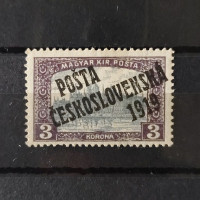 MAGYAR KIR. POSTA
POŠTA
ČESKOSLOVENSKÁ
1919
3 KORONA 3